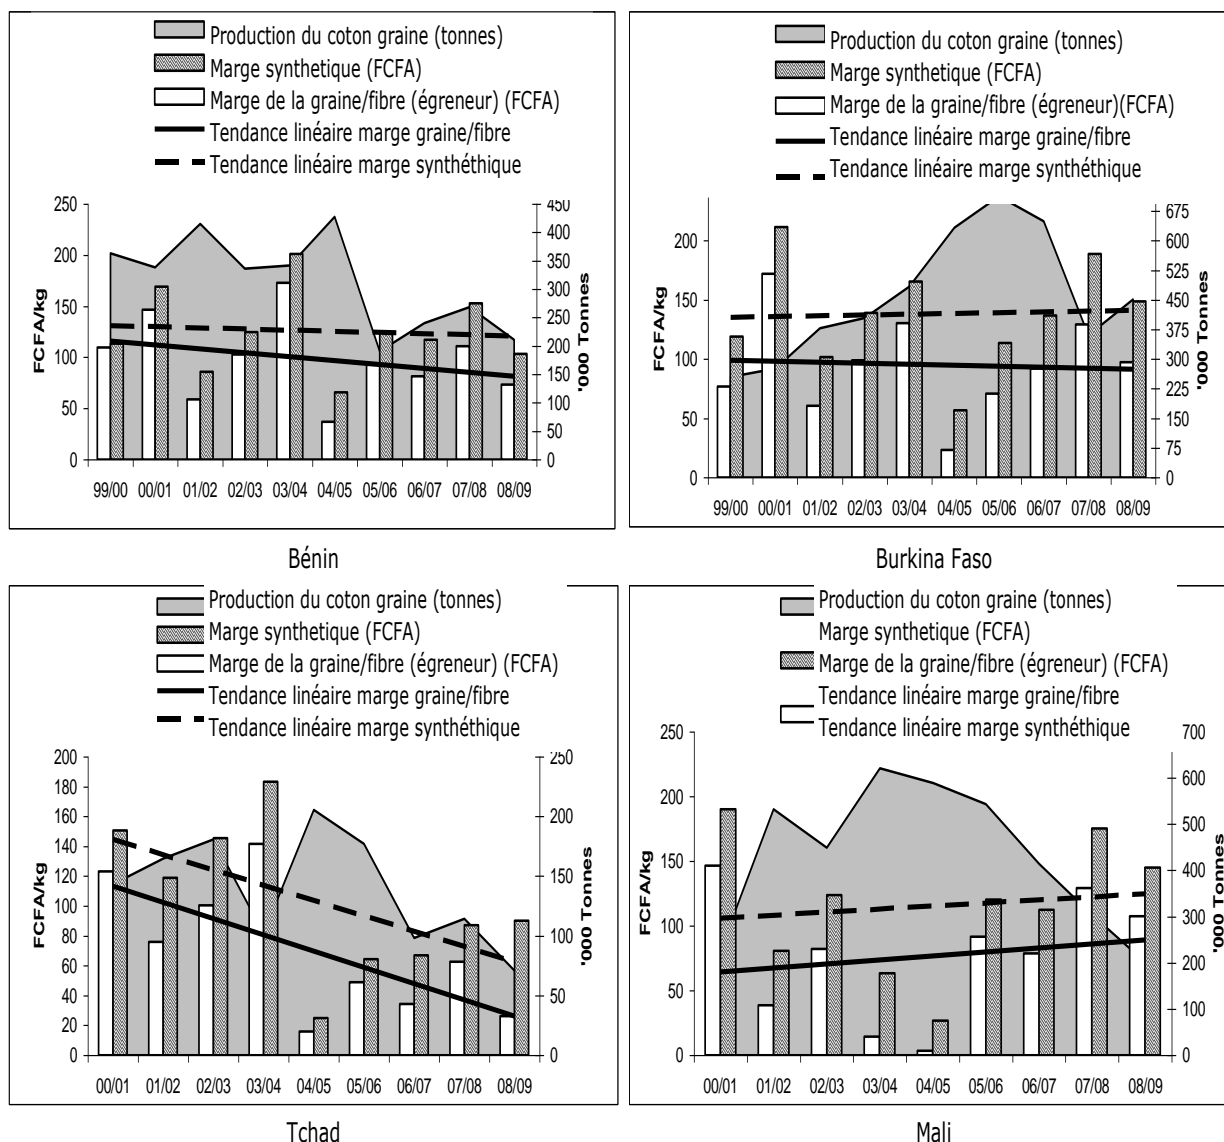 Production du coton graine (tonnes)
Marge synthetique (FCFA)
Marge de la graine/fibre (égreneur) (FCFA)
Tendance linéaire marge graine/fibre
Tendance linéaire marge synthéthique
FCFA/kg
250
200
150
100
50
0
450
400
350
300
250
200
150
100
50
0
'000 Tonnes
99/00 00/01 01/02 02/03 03/04 04/05 05/06 06/07 07/08 08/09
Bénin
Production du coton graine (tonnes)
Marge synthetique (FCFA)
Marge de la graine/fibre (égreneur)(FCFA)
Tendance linéaire marge graine/fibre
Tendance linéaire marge synthéthique
FCFA/kg
200
150
100
50
0
675
600
525
450
375
300
225
150
75
0
'000 Tonnes
99/00 00/01 01/02 02/03 03/04 04/05 05/06 06/07 07/08 08/09
Burkina Faso
Production du coton graine (tonnes)
Marge synthetique (FCFA)
Marge de la graine/fibre (égreneur) (FCFA)
Tendance linéaire marge graine/fibre
Tendance linéaire marge synthéthique
FCFA/kg
200
180
160
140
120
100
80
60
40
20
0
250
200
150
100
50
0
'000 Tonnes
00/01 01/02 02/03 03/04 04/05 05/06 06/07 07/08 08/09
Tchad
Production du coton graine (tonnes)
Marge synthetique (FCFA)
Marge de la graine/fibre (égreneur) (FCFA)
Tendance linéaire marge graine/fibre
Tendance linéaire marge synthéthique
FCFA/kg
250
200
150
100
50
0
700
600
500
400
300
200
100
0
'000 Tonnes
00/01 01/02 02/03 03/04 04/05 05/06 06/07 07/08 08/09
Mali